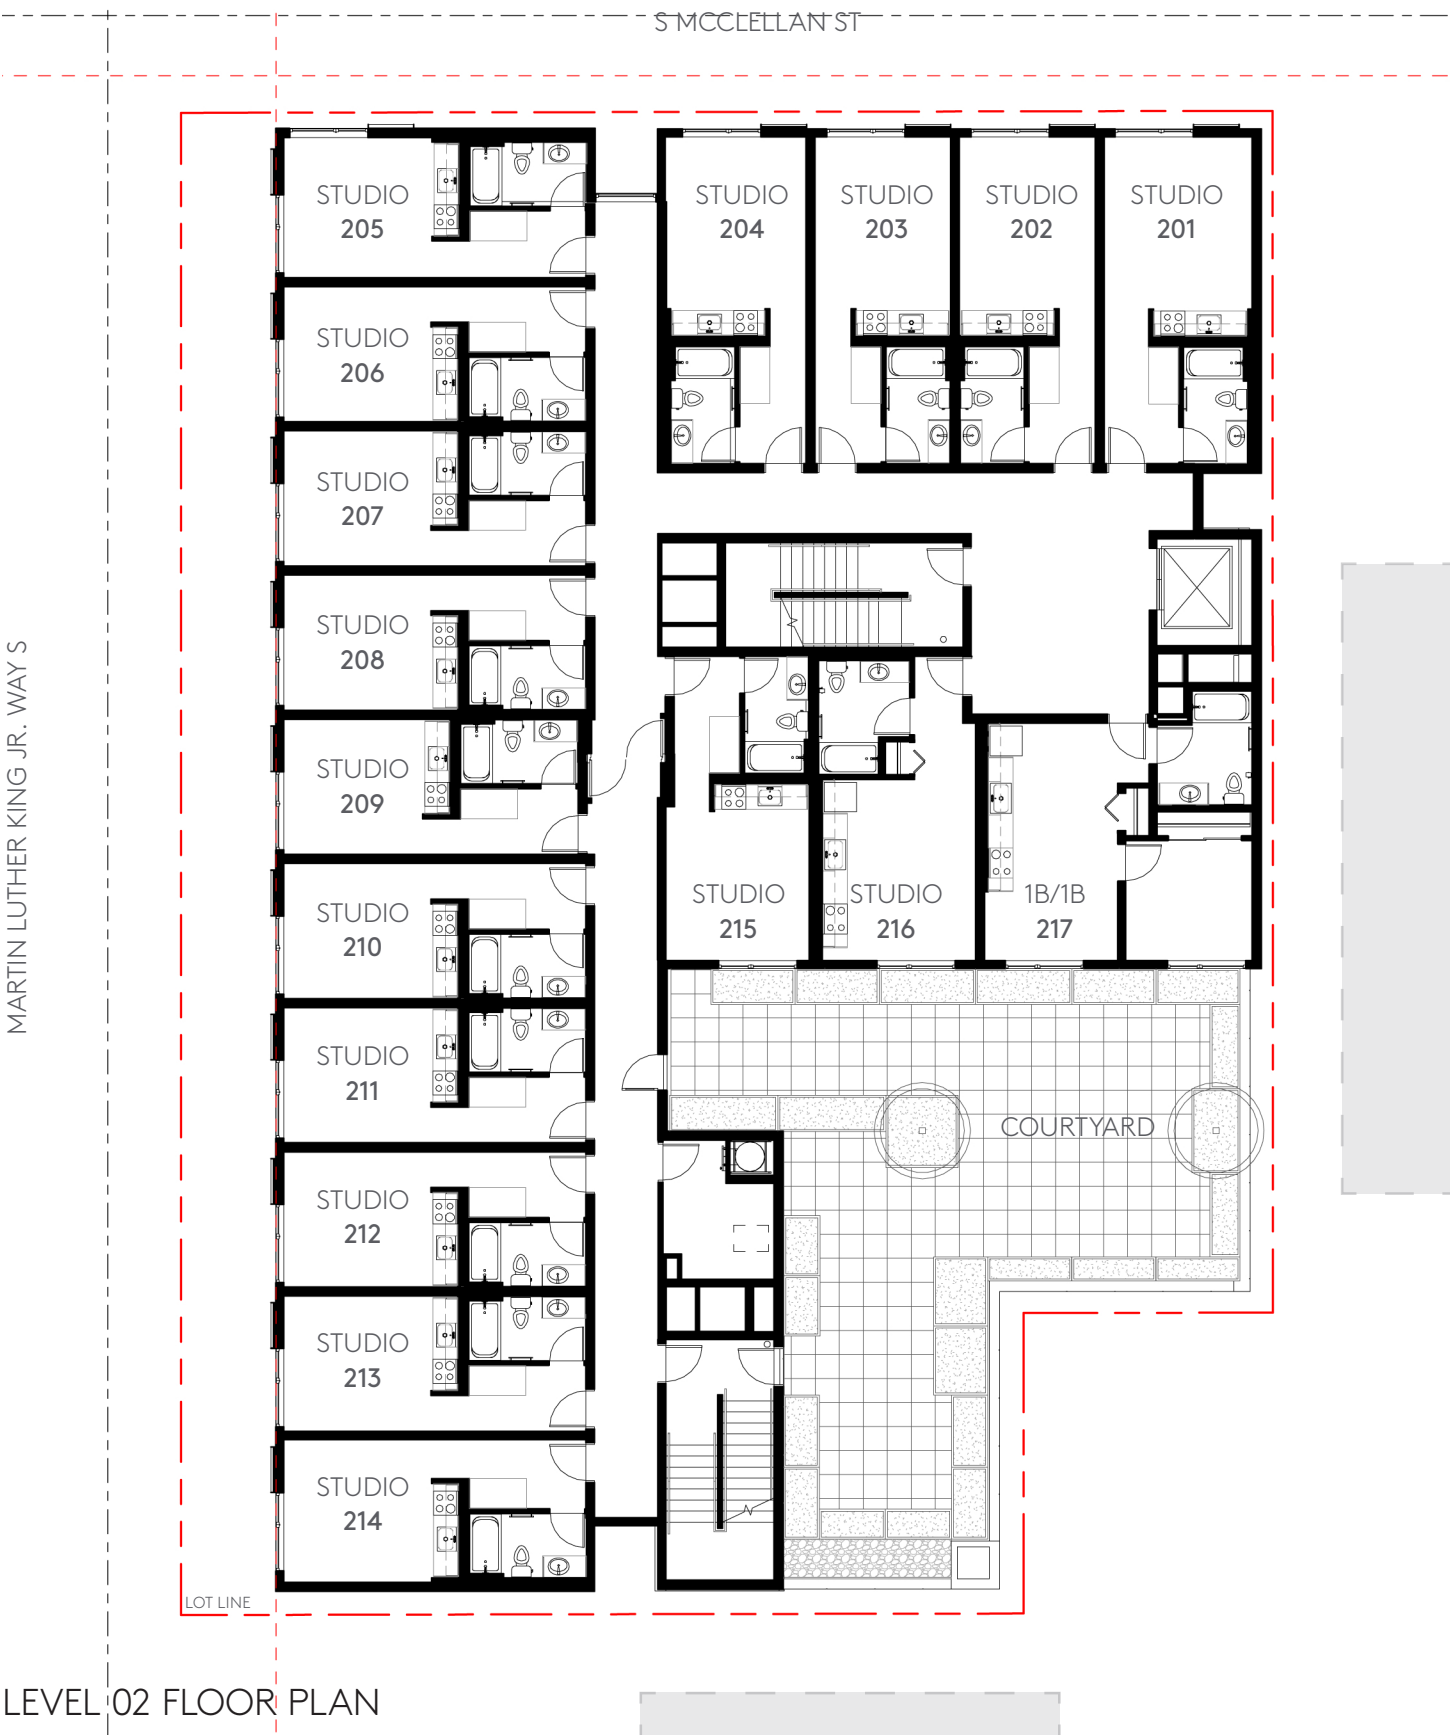 S MCCLELLAN ST
STUDIO
205
STUDIO
204
STUDIO
203
STUDIO
202
STUDIO
201
STUDIO
206
STUDIO
207
STUDIO
208
STUDIO
209
STUDIO
210
STUDIO
211
STUDIO
212
STUDIO
213
STUDIO
214
STUDIO
215
STUDIO
216
1B/1B
217
COURTYARD
MARTIN LUTHER KING JR. WAY S
LOT LINE
LEVEL 02 FLOOR PLAN